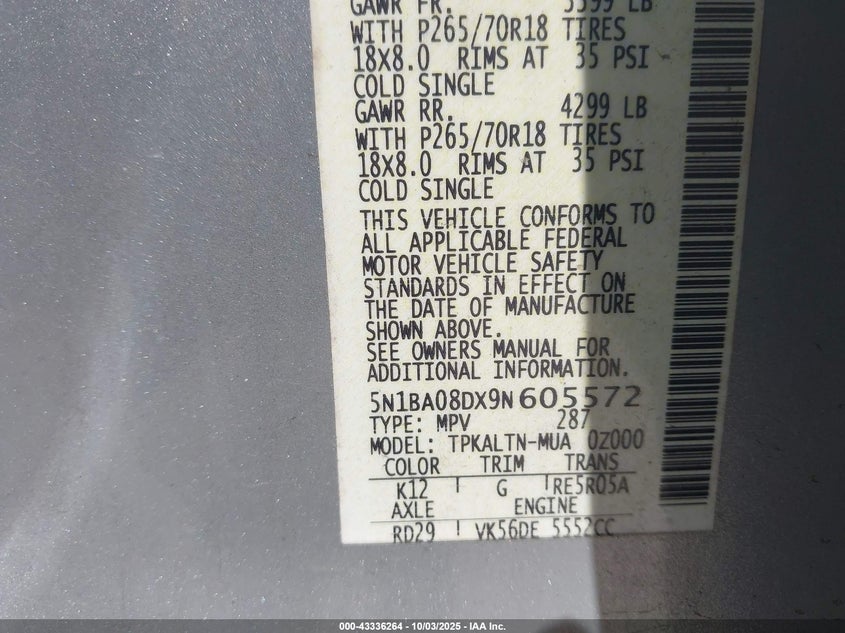 GAWR FR. 5399 LB
WITH P265/70R18 TIRES
18X8.0 RIMS AT 35 PSI
COLD SINGLE
GAWR RR. 4299 LB
WITH P265/70R18 TIRES
18X8.0 RIMS AT 35 PSI
COLD SINGLE
THIS VEHICLE CONFORMS TO
ALL APPLICABLE FEDERAL
MOTOR VEHICLE SAFETY
STANDARDS IN EFFECT ON
THE DATE OF MANUFACTURE
SHOWN ABOVE.
SEE OWNERS MANUAL FOR
ADDITIONAL INFORMATION.
5N1BA08DX9N605572
TYPE: MPV 287
MODEL: TPKALTN-MUA 0Z000
COLOR TRIM TRANS
K12 G RE5R05A
AXLE ENGINE
RD29 VK56DE 5552CC
000-43336264 - 10/03/2025 - IAA Inc.